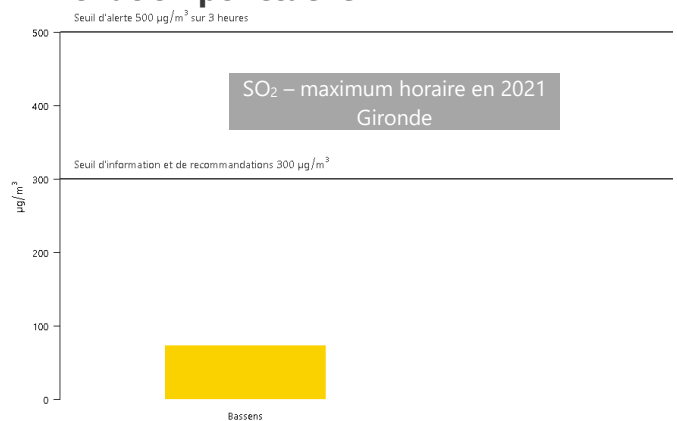 Seuil d'alerte 500 µg/m³ sur 3 heures
500
SO₂ – maximum horaire en 2021
Gironde
400
Seuil d'information et de recommandations 300 µg/m³
300
µg/m³
200
100
0
Bassens